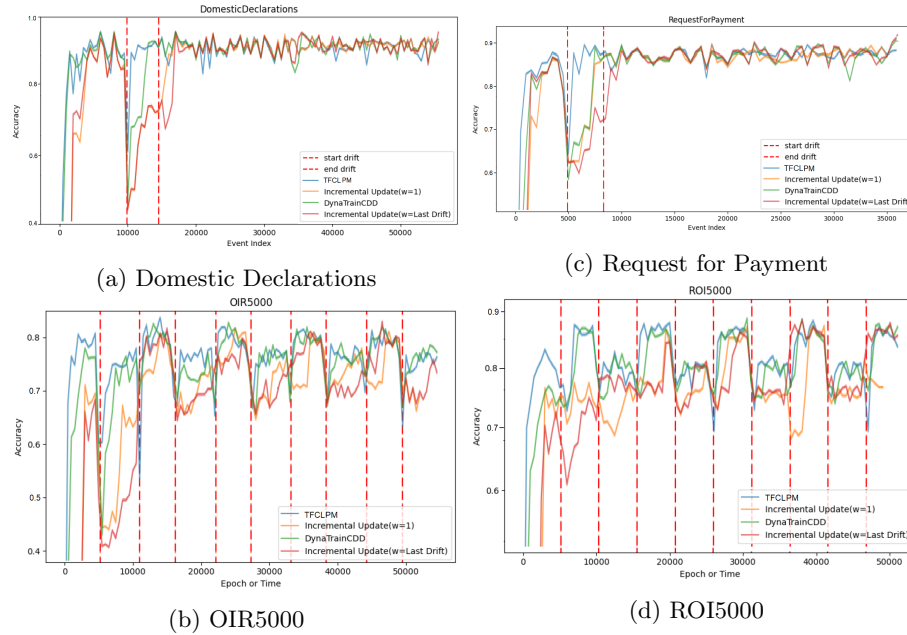 DomesticDeclarations
1.0
0.8
0.6
0.4
Accuracy
0 10000 20000 30000 40000 50000
Event Index
start drift
end drift
TFCLPM
Incremental Update(w=1)
DynaTrainCDD
Incremental Update(w=Last Drift)
(a) Domestic Declarations
RequestForPayment
0.9
0.8
0.7
0.6
Accuracy
0 5000 10000 15000 20000 25000 30000 35000
Event Index
start drift
end drift
TFCLPM
Incremental Update(w=1)
DynaTrainCDD
Incremental Update(w=Last Drift)
(c) Request for Payment
OIR5000
0.8
0.7
0.6
0.5
0.4
Accuracy
0 10000 20000 30000 40000 50000
Epoch or Time
TFCLPM
Incremental Update(w=1)
DynaTrainCDD
Incremental Update(w=Last Drift)
(b) OIR5000
ROI5000
0.9
0.8
0.7
0.6
Accuracy
0 10000 20000 30000 40000 50000
Epoch or Time
TFCLPM
Incremental Update(w=1)
DynaTrainCDD
Incremental Update(w=Last Drift)
(d) ROI5000